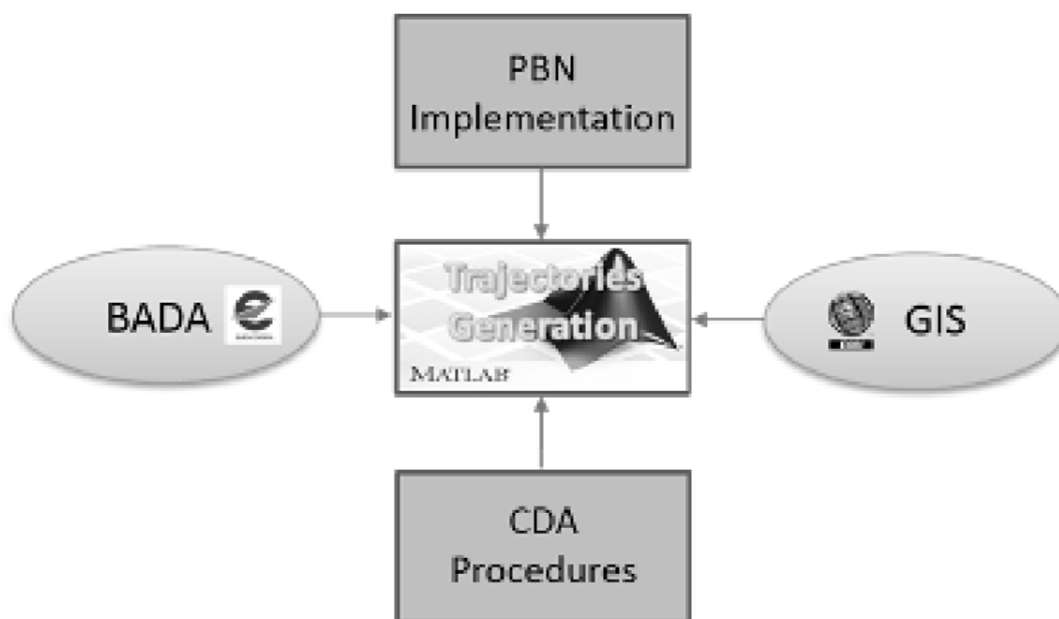 PBN
Implementation
BADA
Trajectories
Generation
MATLAB
GIS
CDA
Procedures